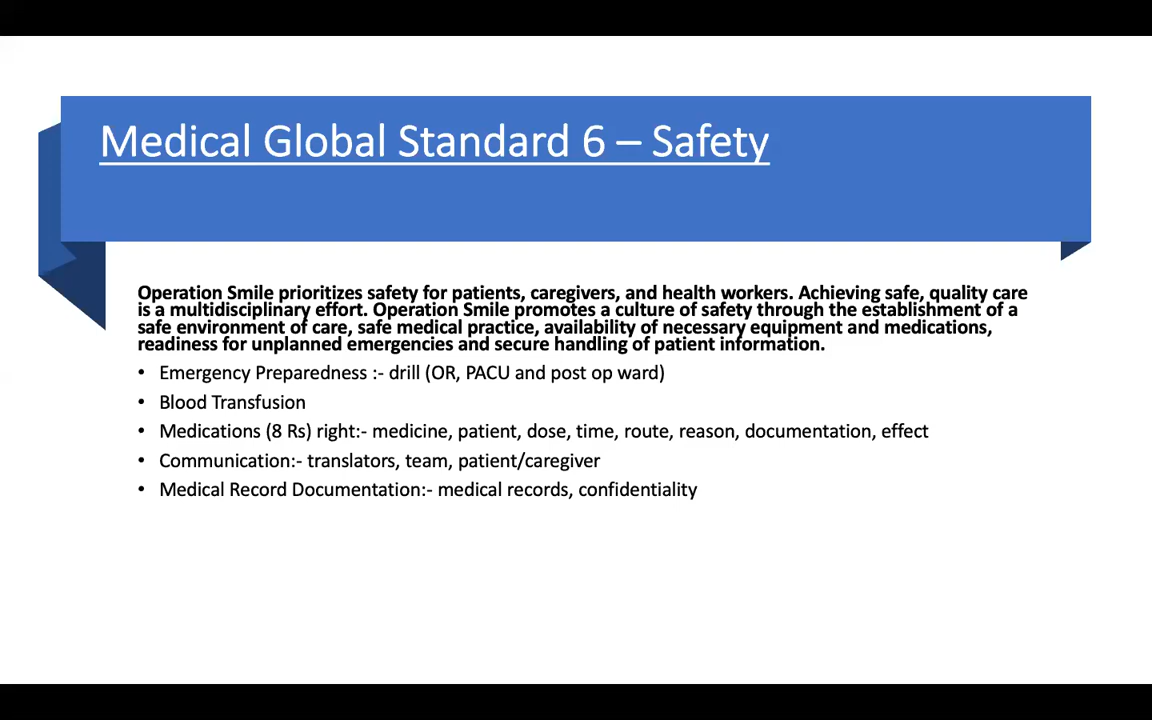 Medical Global Standard 6 – Safety
Operation Smile prioritizes safety for patients, caregivers, and health workers. Achieving safe, quality care
is a multidisciplinary effort. Operation Smile promotes a culture of safety through the establishment of a
safe environment of care, safe medical practice, availability of necessary equipment and medications,
readiness for unplanned emergencies and secure handling of patient information.
• Emergency Preparedness :- drill (OR, PACU and post op ward)
• Blood Transfusion
• Medications (8 Rs) right:- medicine, patient, dose, time, route, reason, documentation, effect
• Communication:- translators, team, patient/caregiver
• Medical Record Documentation:- medical records, confidentiality